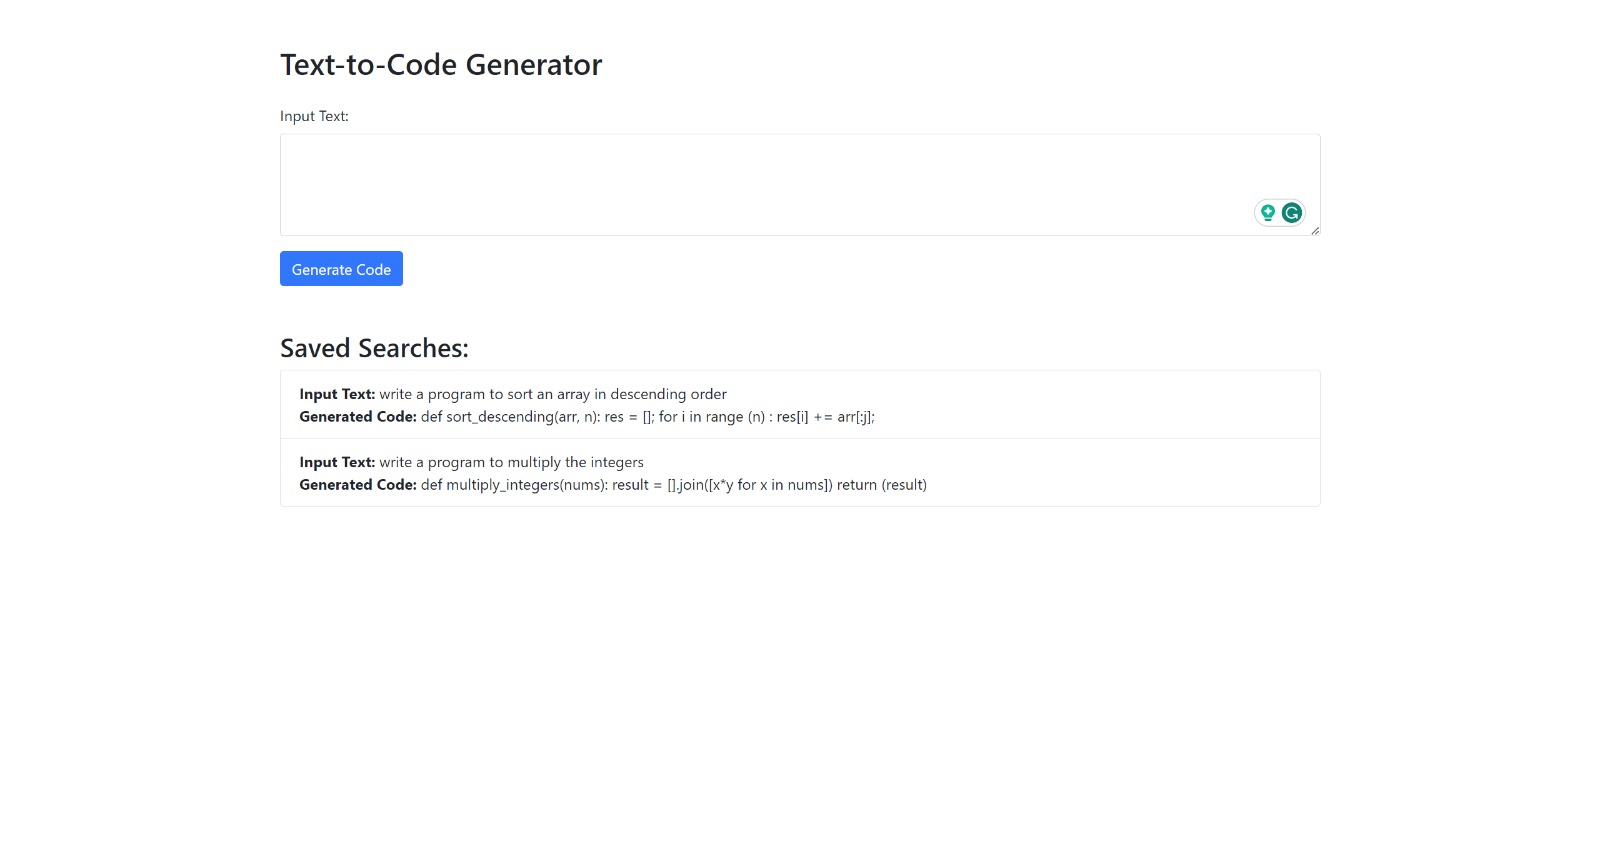 Text-to-Code Generator
Input Text:
Generate Code
Saved Searches:
Input Text: write a program to sort an array in descending order
Generated Code: def sort_descending(arr, n): res = []; for i in range (n) : res[i] += arr[:j];
Input Text: write a program to multiply the integers
Generated Code: def multiply_integers(nums): result = [].join([x*y for x in nums]) return (result)